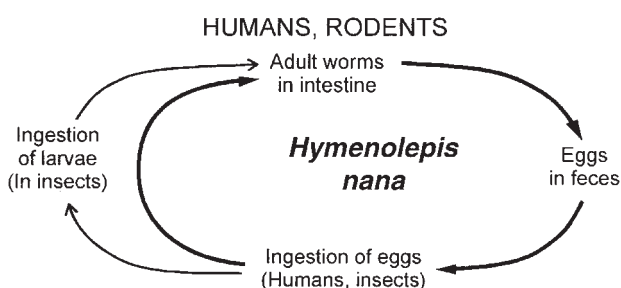 HUMANS, RODENTS
Adult worms
in intestine
Ingestion
of larvae
(In insects)
Hymenolepis
nana
Eggs
in feces
Ingestion of eggs
(Humans, insects)